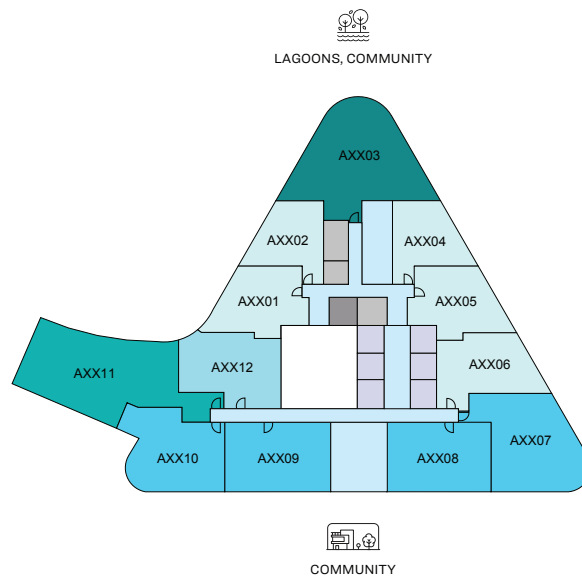 LAGOONS, COMMUNITY
AXX03
AXX02
AXX04
AXX01
AXX05
AXX11
AXX12
AXX06
AXX10
AXX09
AXX08
AXX07
COMMUNITY